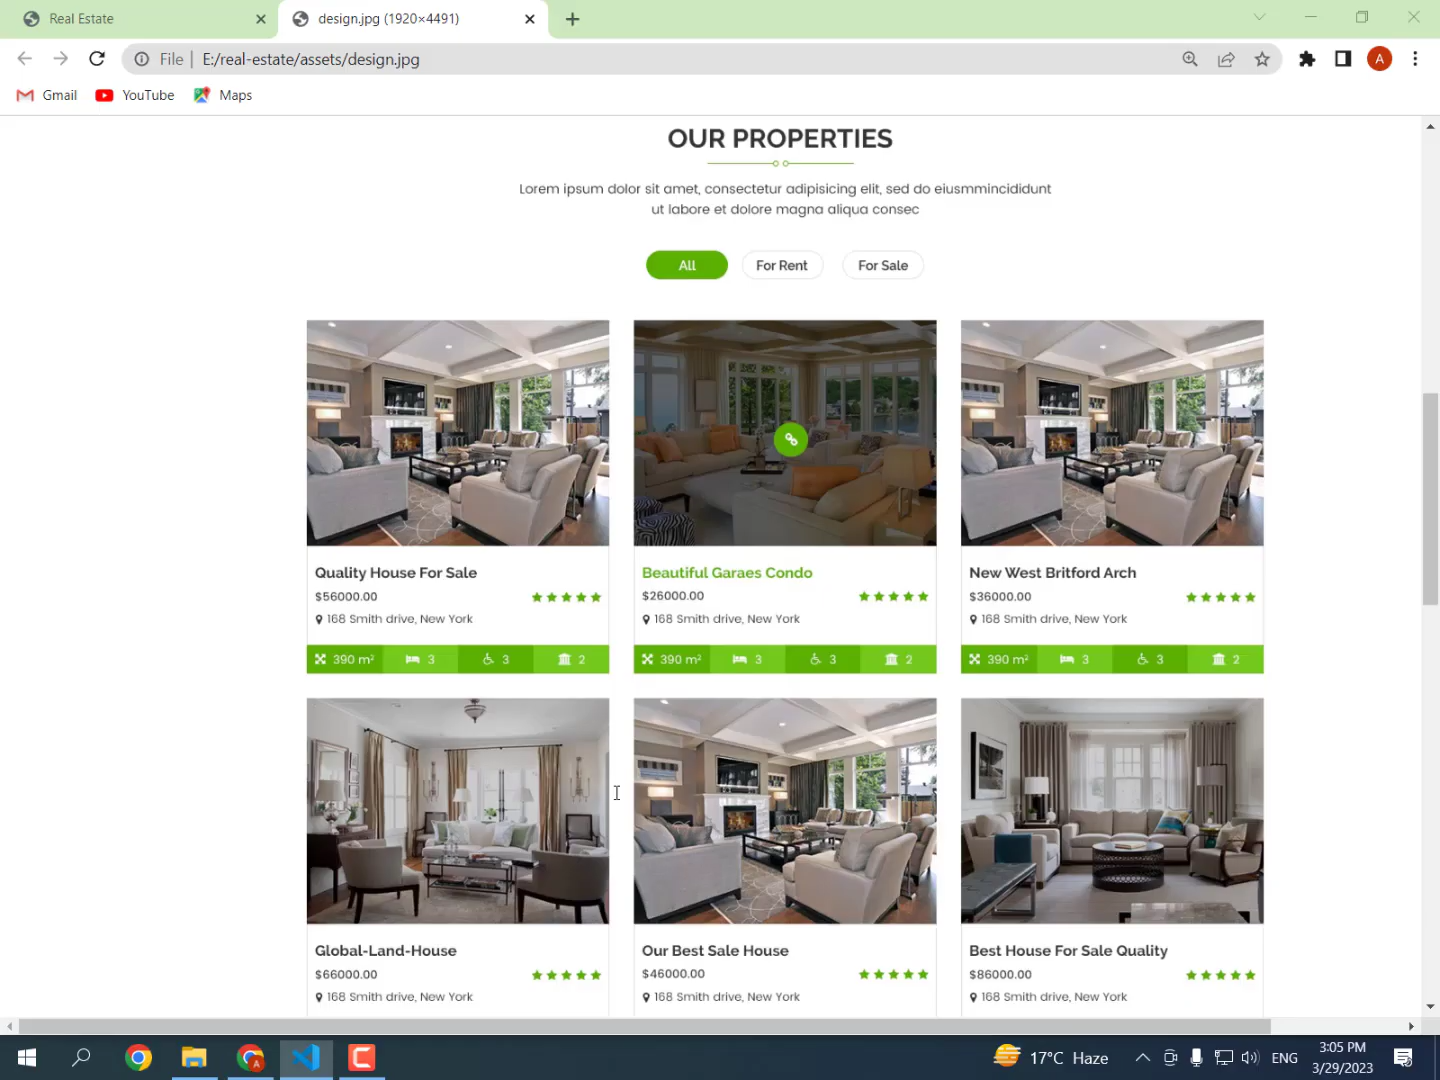 Real Estate
design.jpg (1920×4491)
File
E:/real-estate/assets/design.jpg
A
Gmail
YouTube
Maps
OUR PROPERTIES
Lorem ipsum dolor sit amet, consectetur adipisicing elit, sed do eiusmmincididunt
ut labore et dolore magna aliqua consec
All
For Rent
For Sale
Quality House For Sale
$56000.00
168 Smith drive, New York
390 m²
3
3
2
Beautiful Garaes Condo
$26000.00
168 Smith drive, New York
390 m²
3
3
2
New West Britford Arch
$36000.00
168 Smith drive, New York
390 m²
3
3
2
Global-Land-House
$66000.00
168 Smith drive, New York
Our Best Sale House
$46000.00
168 Smith drive, New York
Best House For Sale Quality
$86000.00
168 Smith drive, New York
A
17°C Haze
ENG
3:05 PM
3/29/2023